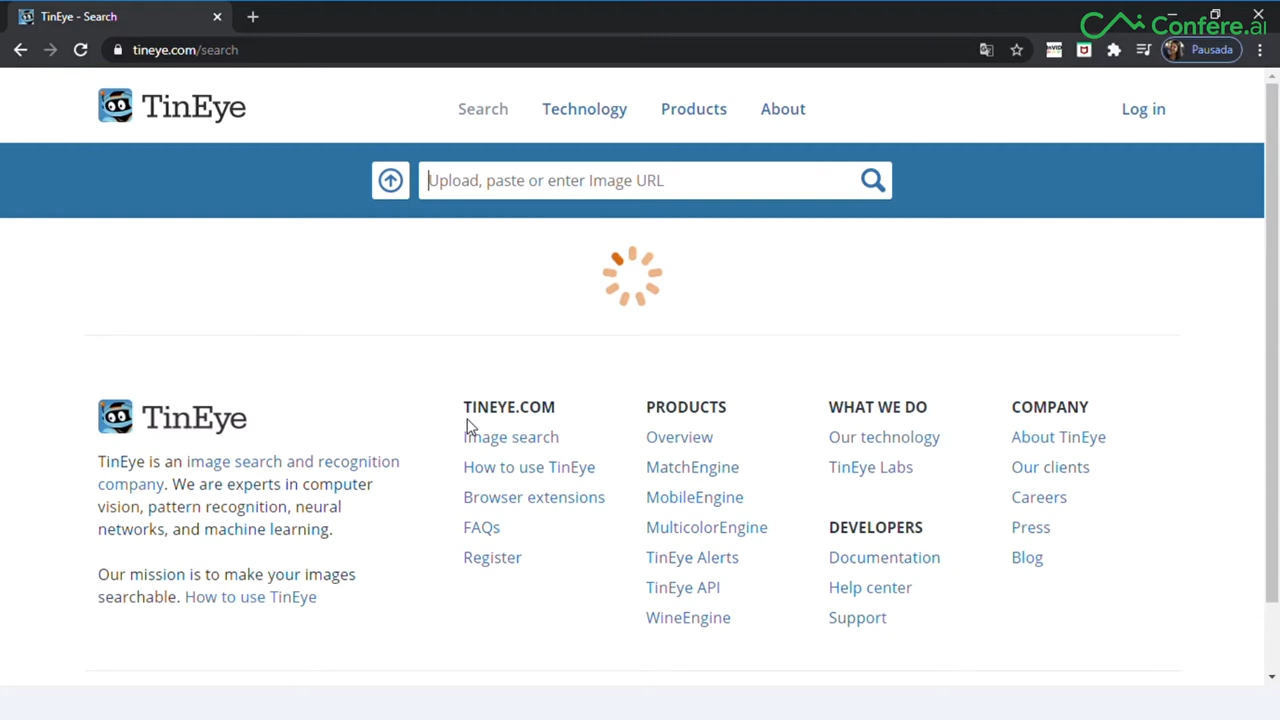 TinEye - Search
Confere.ai
tineye.com/search
Pausada
TinEye
Search
Technology
Products
About
Log in
Upload, paste or enter Image URL
TinEye
TinEye is an image search and recognition
company. We are experts in computer
vision, pattern recognition, neural
networks, and machine learning.
Our mission is to make your images
searchable. How to use TinEye
TINEYE.COM
Image search
How to use TinEye
Browser extensions
FAQs
Register
PRODUCTS
Overview
MatchEngine
MobileEngine
MulticolorEngine
TinEye Alerts
TinEye API
WineEngine
WHAT WE DO
Our technology
TinEye Labs
DEVELOPERS
Documentation
Help center
Support
COMPANY
About TinEye
Our clients
Careers
Press
Blog